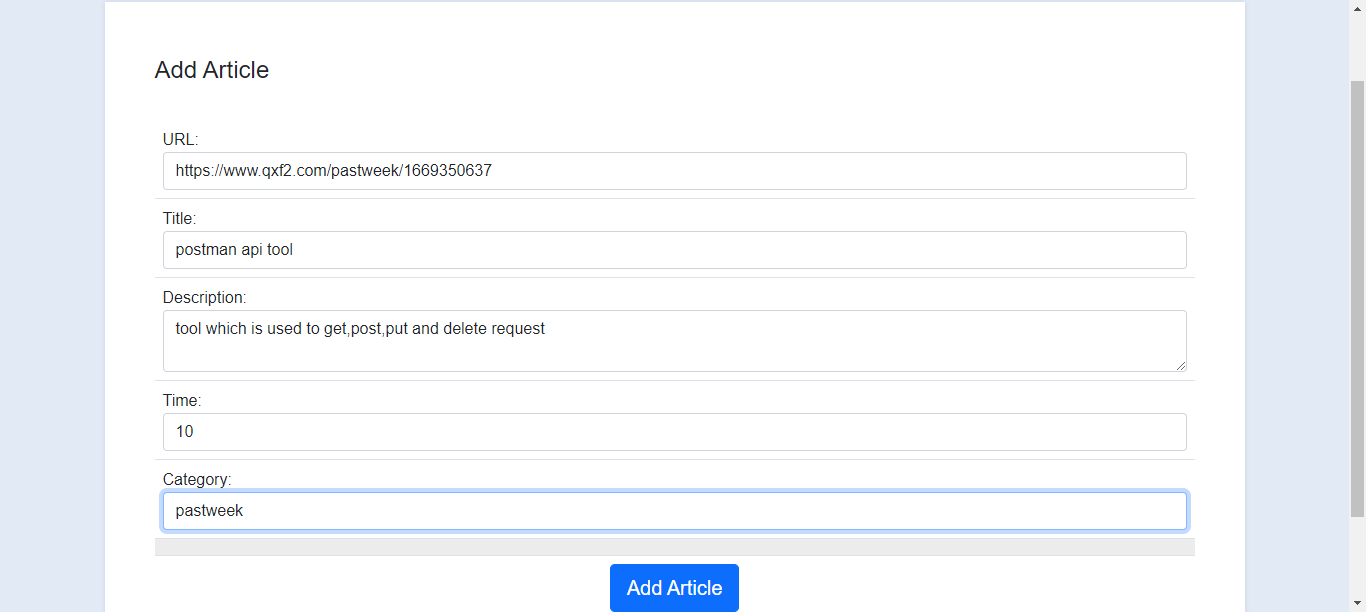 Add Article
URL:
https://www.qxf2.com/pastweek/1669350637
Title:
postman api tool
Description:
tool which is used to get,post,put and delete request
Time:
10
Category:
pastweek
Add Article